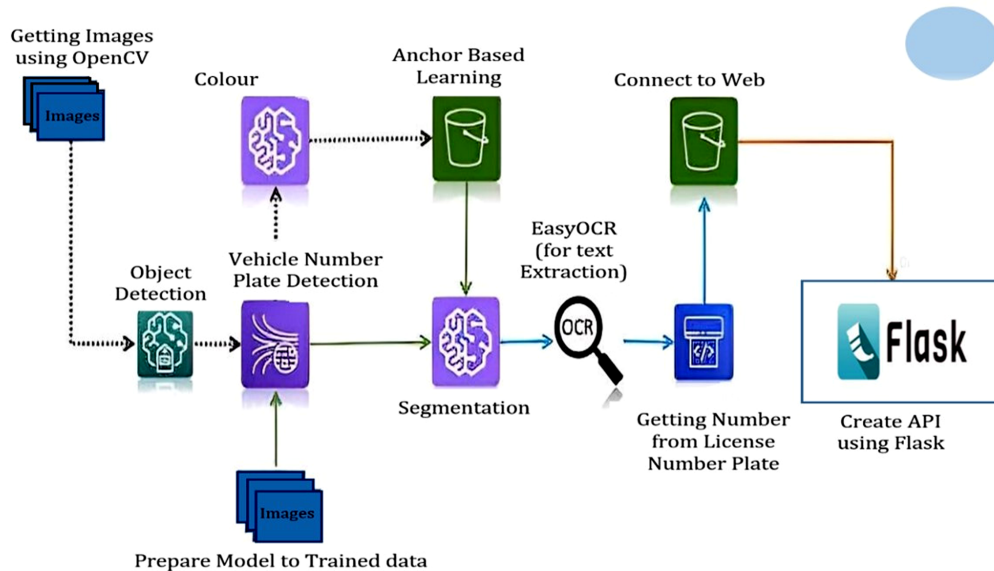 Getting Images
using OpenCV
Images
Colour
Anchor Based
Learning
Connect to Web
Object
Detection
Vehicle Number
Plate Detection
EasyOCR
(for text
Extraction)
OCR
</>
Flask
Segmentation
Getting Number
from License
Number Plate
Create API
using Flask
Images
Prepare Model to Trained data